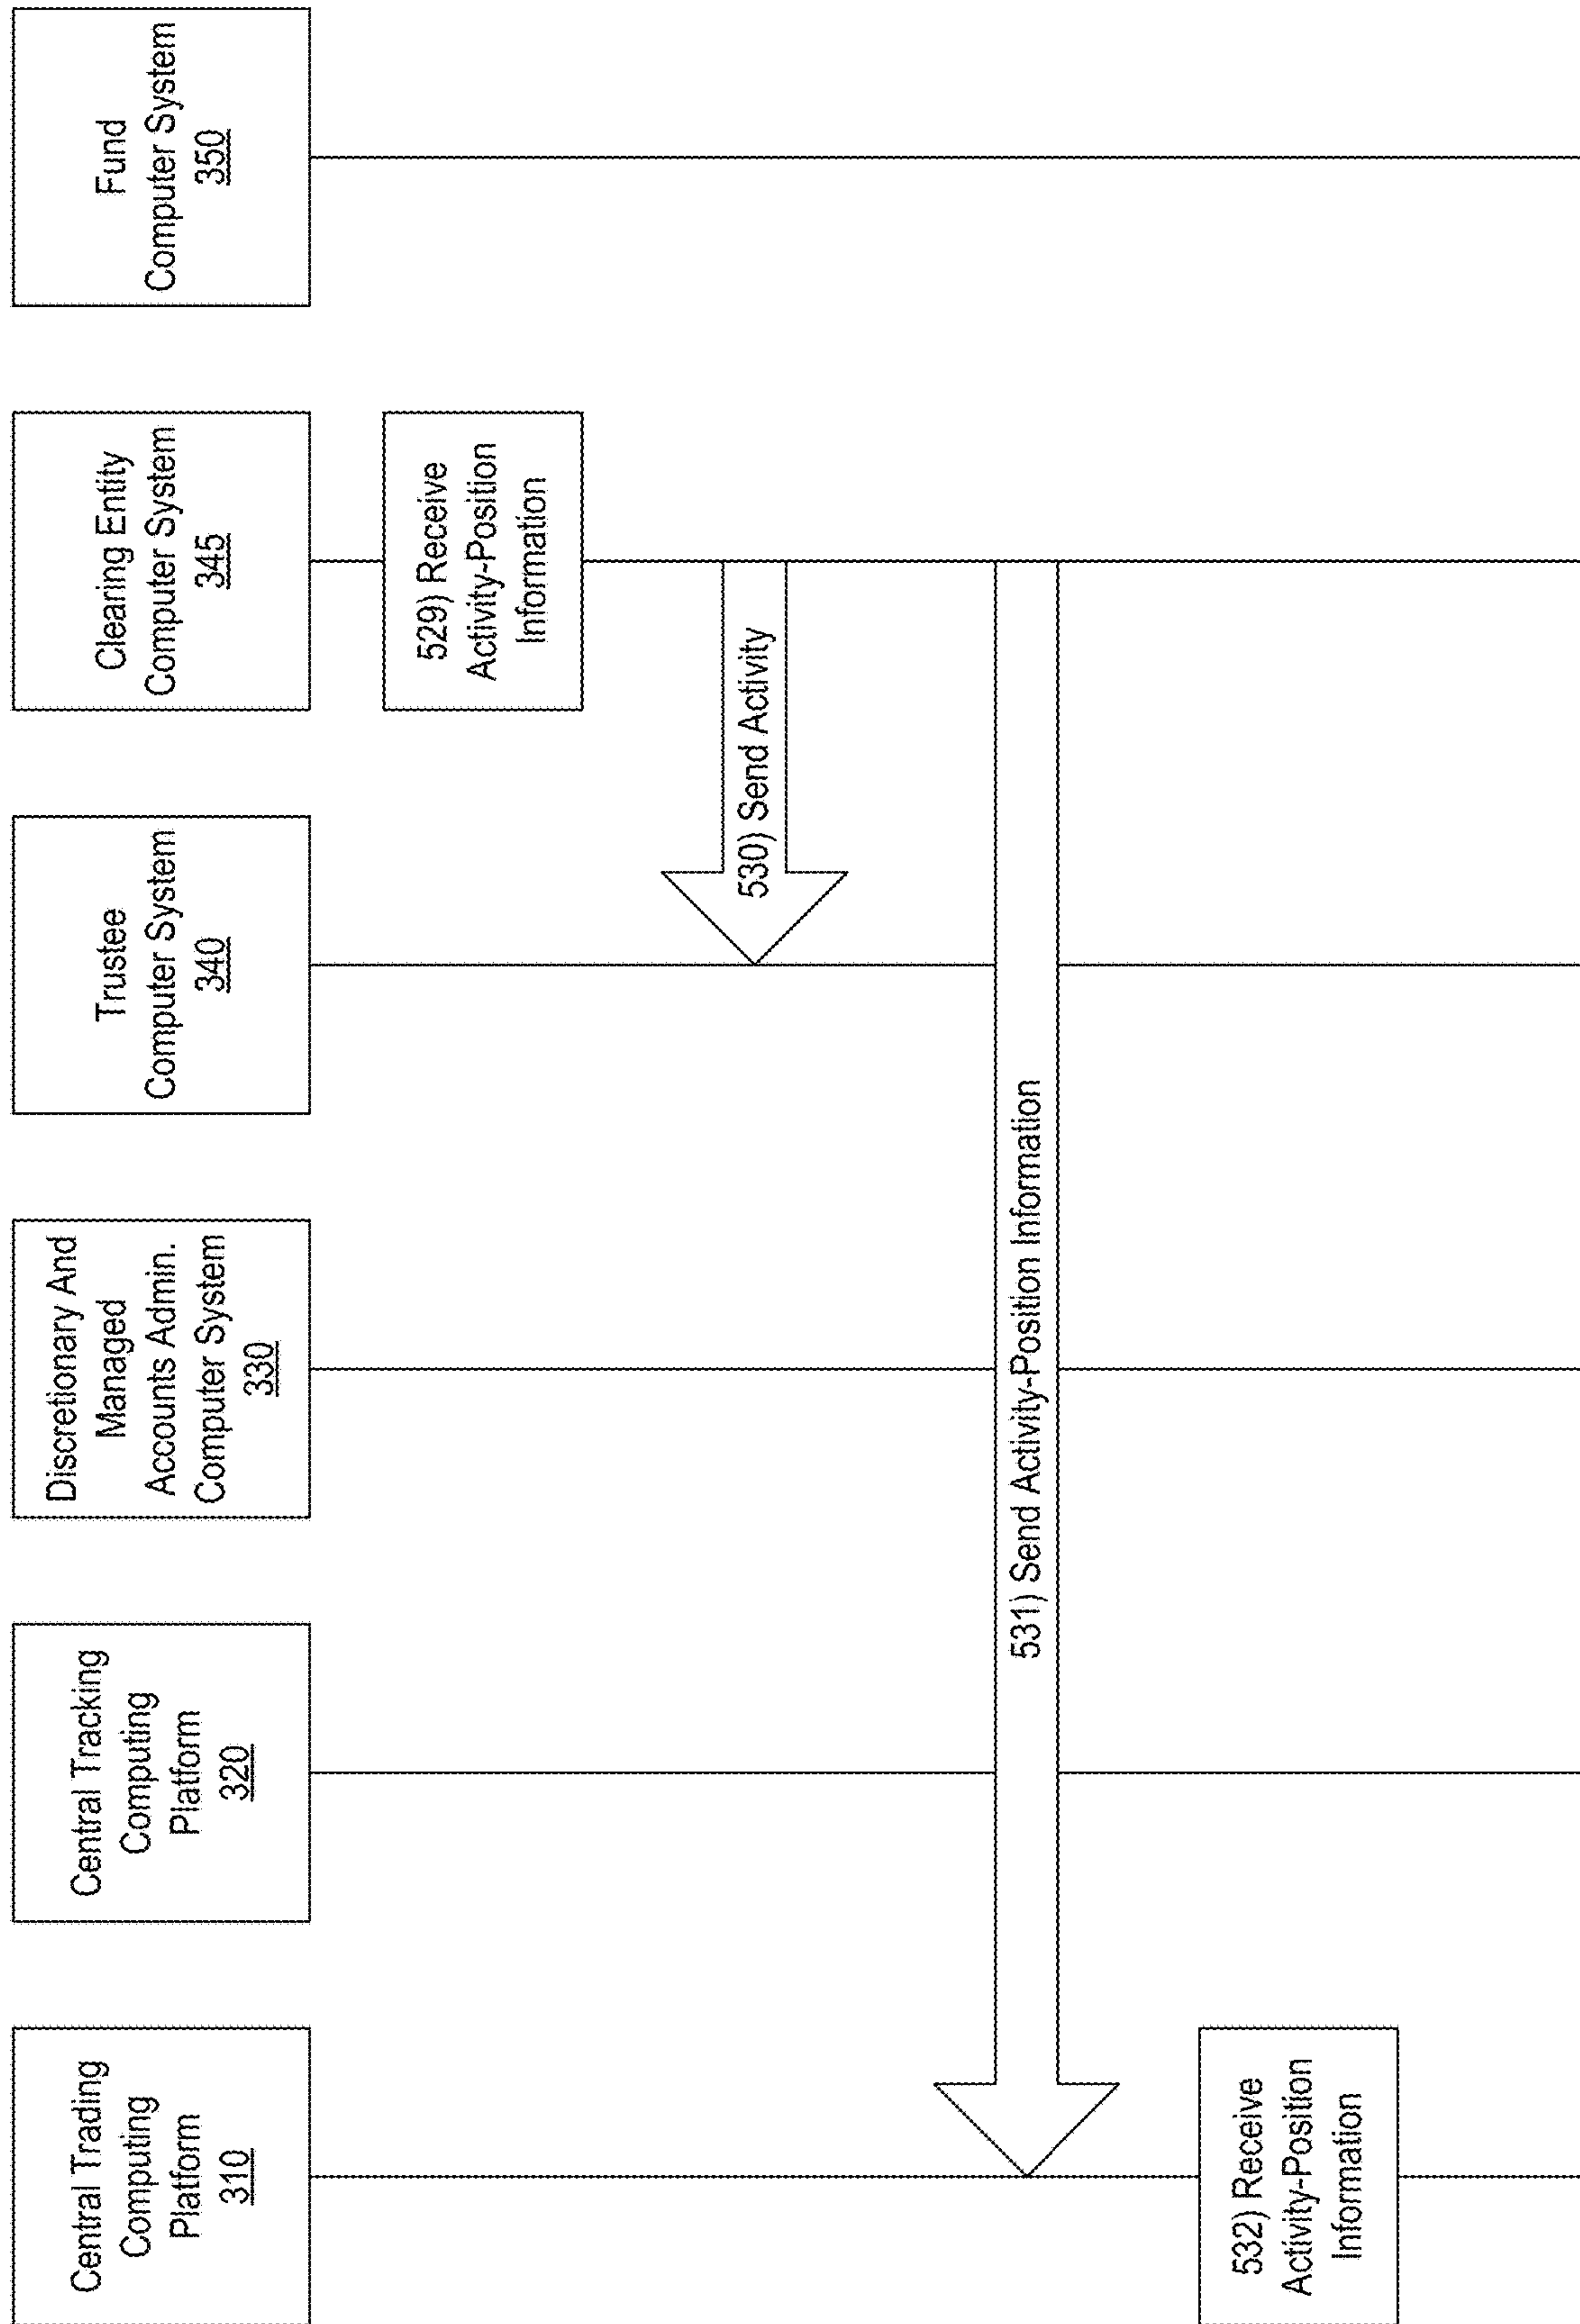 Central Trading
Computing
Platform
310
Central Tracking
Computing
Platform
320
Discretionary And
Managed
Accounts Admin.
Computer System
330
Trustee
Computer System
340
Clearing Entity
Computer System
345
Fund
Computer System
350
529) Receive
Activity-Position
Information
530) Send Activity
531) Send Activity-Position Information
532) Receive
Activity-Position
Information